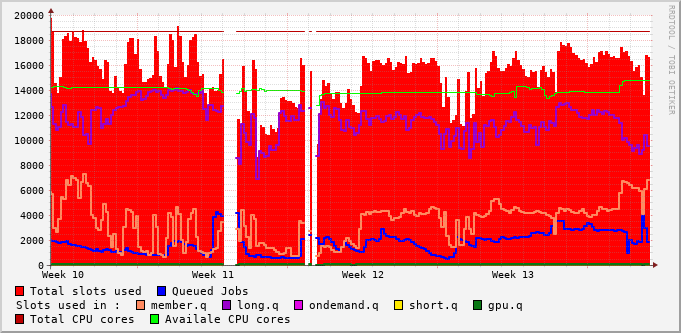 20000
18000
16000
14000
12000
10000
8000
6000
4000
2000
0
Week 10 Week 11 Week 12 Week 13
Total slots used Queued Jobs
Slots used in : member.q long.q ondemand.q short.q gpu.q
Total CPU cores Availale CPU cores
RRDTOOL / TOBI OETIKER